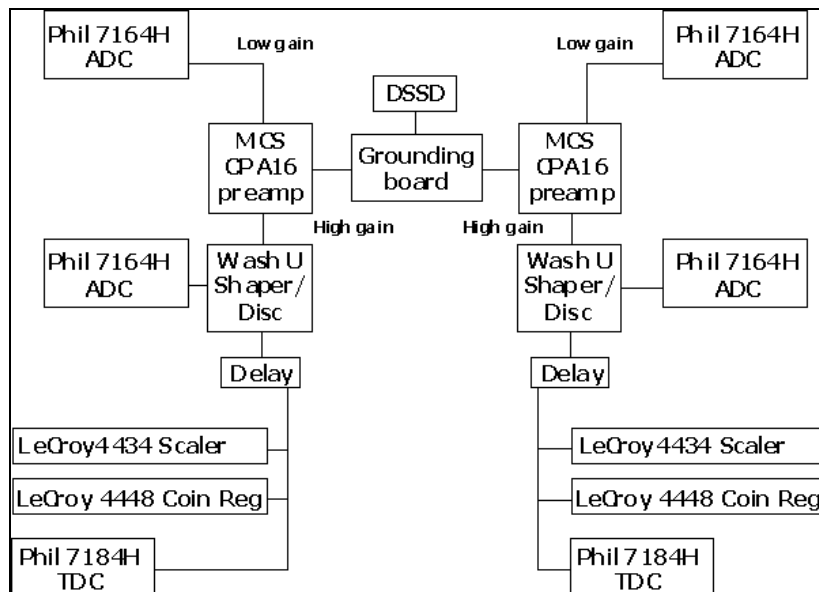 Phil 7164H
ADC
Low gain
Low gain
Phil 7164H
ADC
DSSD
MCS
CPA16
preamp
Grounding
board
MCS
CPA16
preamp
High gain
High gain
Phil 7164H
ADC
Wash U
Shaper/
Disc
Wash U
Shaper/
Disc
Phil 7164H
ADC
Delay
Delay
LeCroy4434 Scaler
LeCroy 4434 Scaler
LeCroy 4448 Coin Reg
LeCroy 4448 Coin Reg
Phil 7184H
TDC
Phil 7184H
TDC